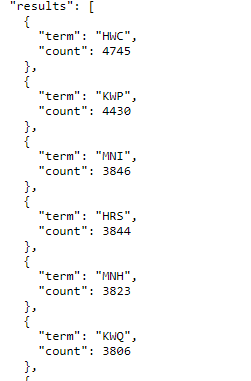 "results": [
{
"term": "HWC",
"count": 4745
},
{
"term": "KWP",
"count": 4430
},
{
"term": "MNI",
"count": 3846
},
{
"term": "HRS",
"count": 3844
},
{
"term": "MNH",
"count": 3823
},
{
"term": "KWQ",
"count": 3806
},
{